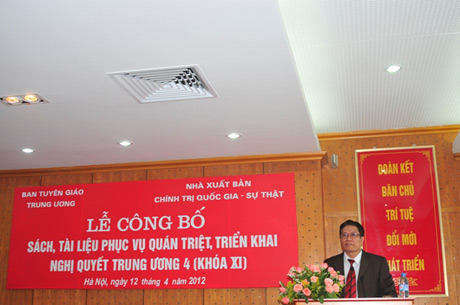 BAN TUYÊN GIÁO
TRUNG ƯƠNG
NHÀ XUẤT BẢN
CHÍNH TRỊ QUỐC GIA - SỰ THẬT
LỄ CÔNG BỐ
SÁCH, TÀI LIỆU PHỤC VỤ QUÁN TRIỆT, TRIỂN KHAI
NGHỊ QUYẾT TRUNG ƯƠNG 4 (KHÓA XI)
Hà Nội, ngày 12 tháng 4 năm 2012
ĐOÀN KẾT
DÂN CHỦ
TRÍ TUỆ
ĐỔI MỚI
PHÁT TRIỂN